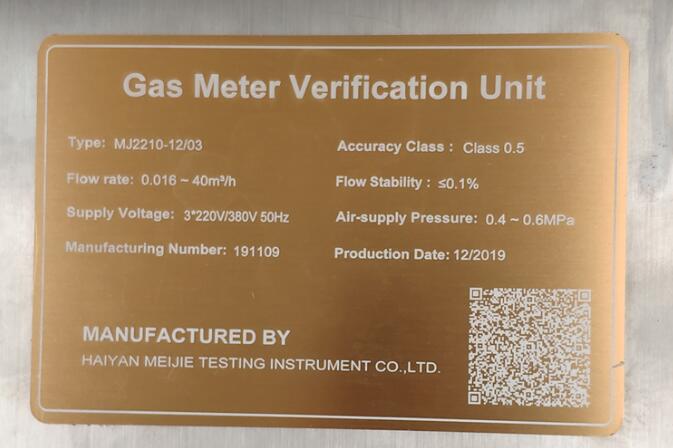 Gas Meter Verification Unit
Type: MJ2210-12/03
Accuracy Class : Class 0.5
Flow rate: 0.016 ~ 40m³/h
Flow Stability : ≤0.1%
Supply Voltage: 3*220V/380V 50Hz
Air-supply Pressure: 0.4 ~ 0.6MPa
Manufacturing Number: 191109
Production Date: 12/2019
MANUFACTURED BY
HAIYAN MEIJIE TESTING INSTRUMENT CO.,LTD.